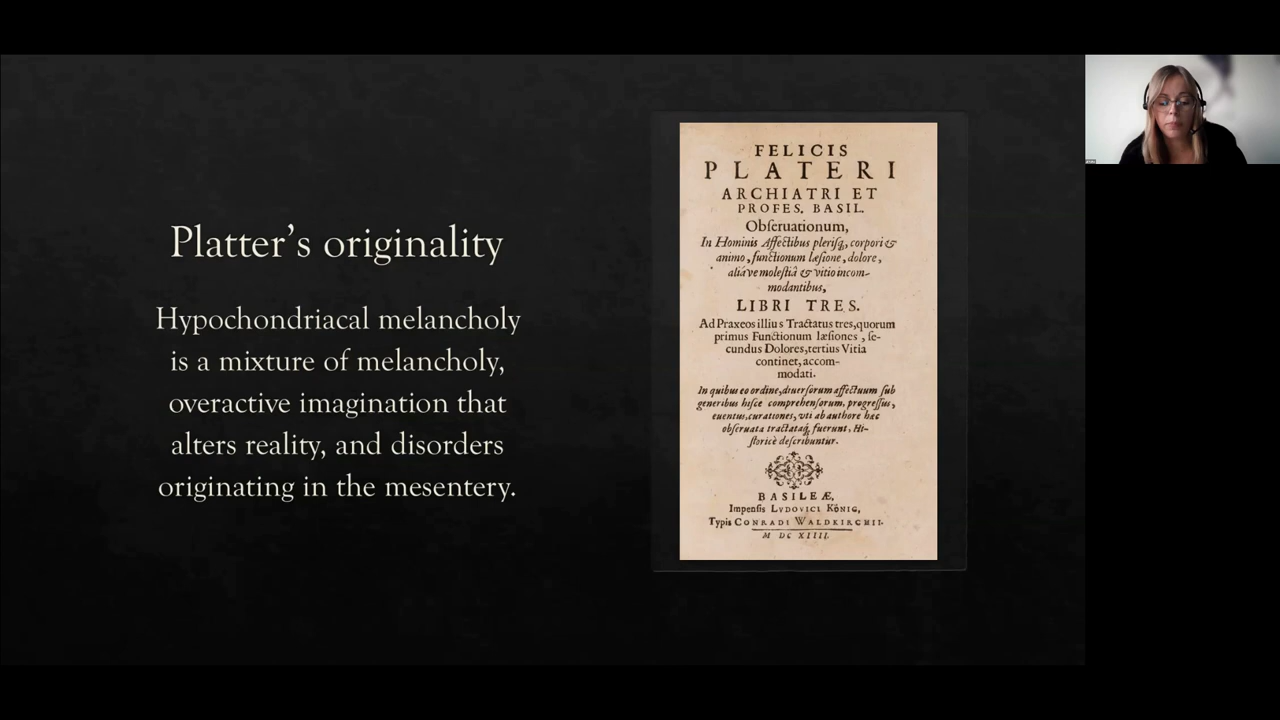 Platter's originality
Hypochondriacal melancholy
is a mixture of melancholy,
overactive imagination that
alters reality, and disorders
originating in the mesentery.
FELICIS
PLATERI
ARCHIATRI ET
PROFES. BASIL.
Obſeruationum,
In Hominis Affectibus pleriſq, corpori &
animo, functionum læſione, dolore,
aliáve moleſtiâ & vitio incom-
modantibus,
LIBRI TRES.
Ad Praxeos illius Tractatus tres, quorum
primus Functionum læſiones, ſe-
cundus Dolores, tertius Vitia
continet, accom-
modati.
In quibus eo ordine, diuerſorum affectuum ſub
generibus hiſce comprehenſorum, progreſſus,
euentus, curationes, vti ab authore hæc
obſeruata tractataq, fuerunt, Hi-
ſtoricè deſcribuntur.
BASILEÆ,
Impenſis LVDOVICI KÖNIG,
Typis CONRADI WALDKIRCHII.
M DC XIIII.